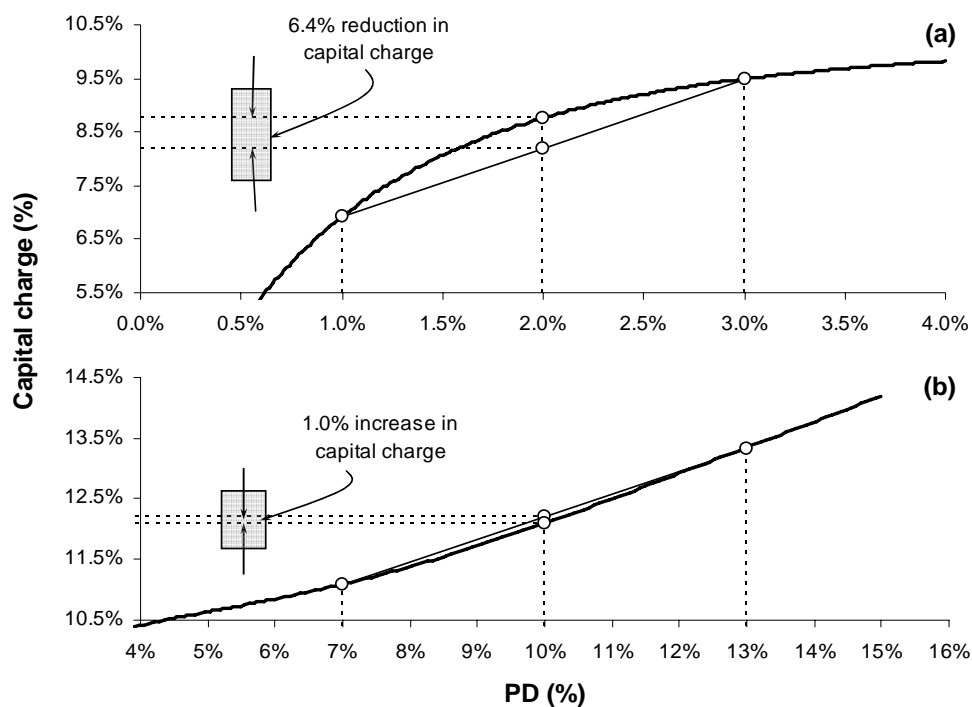 10.5%
6.4% reduction in
capital charge
(a)
9.5%
8.5%
7.5%
6.5%
5.5%
0.0% 0.5% 1.0% 1.5% 2.0% 2.5% 3.0% 3.5% 4.0%
Capital charge (%)
14.5%
(b)
1.0% increase in
capital charge
13.5%
12.5%
11.5%
10.5%
4% 5% 6% 7% 8% 9% 10% 11% 12% 13% 14% 15% 16%
PD (%)